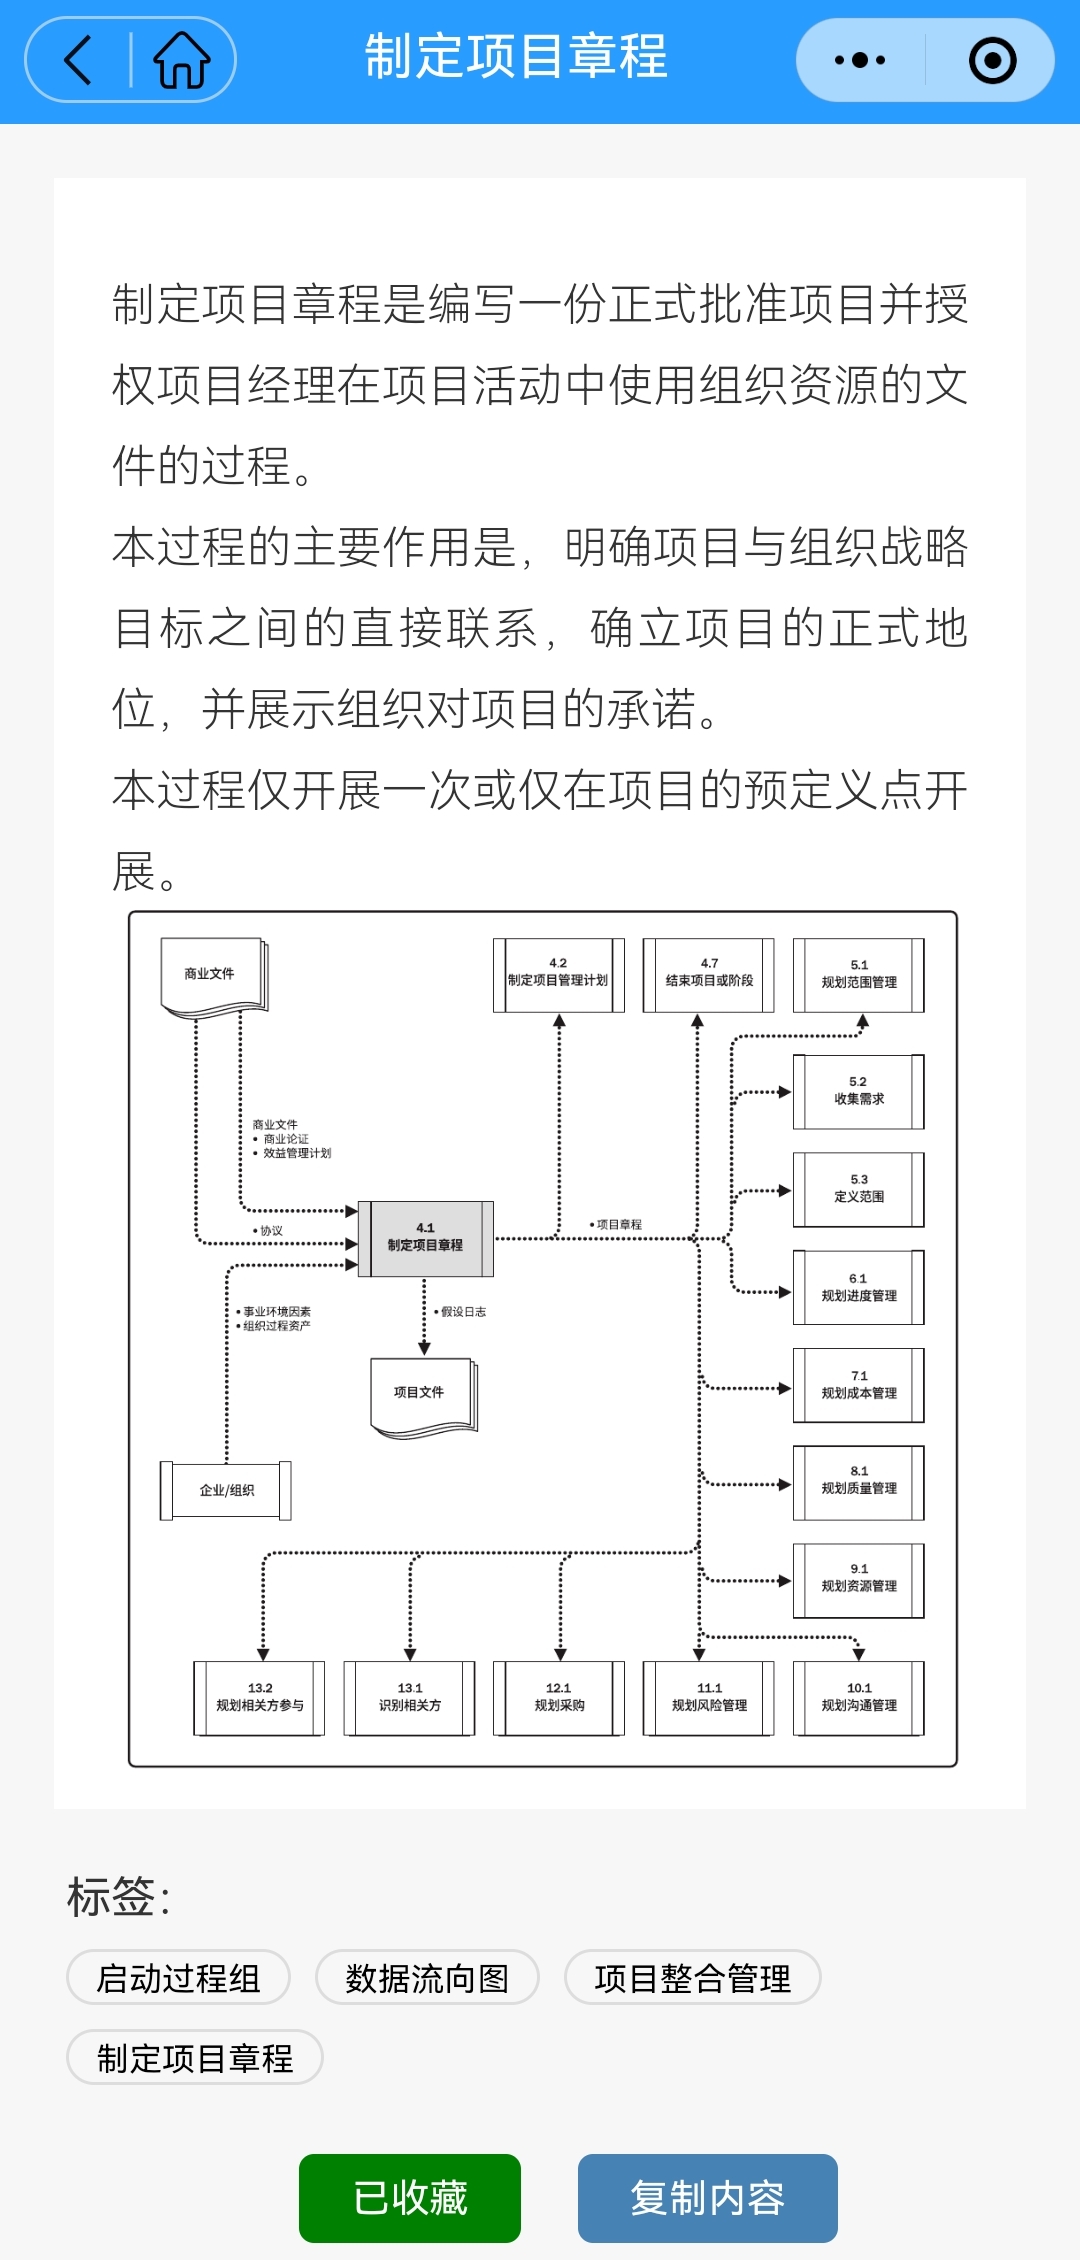 制定项目章程
制定项目章程是编写一份正式批准项目并授
权项目经理在项目活动中使用组织资源的文
件的过程。
本过程的主要作用是，明确项目与组织战略
目标之间的直接联系，确立项目的正式地
位，并展示组织对项目的承诺。
本过程仅开展一次或仅在项目的预定义点开
展。
商业文件
4.2
制定项目管理计划
4.7
结束项目或阶段
5.1
规划范围管理
5.2
收集需求
商业文件
• 商业论证
• 效益管理计划
5.3
定义范围
• 协议
4.1
制定项目章程
• 项目章程
6.1
规划进度管理
• 事业环境因素
• 组织过程资产
• 假设日志
项目文件
7.1
规划成本管理
企业/组织
8.1
规划质量管理
9.1
规划资源管理
13.2
规划相关方参与
13.1
识别相关方
12.1
规划采购
11.1
规划风险管理
10.1
规划沟通管理
标签：
启动过程组
数据流向图
项目整合管理
制定项目章程
已收藏
复制内容